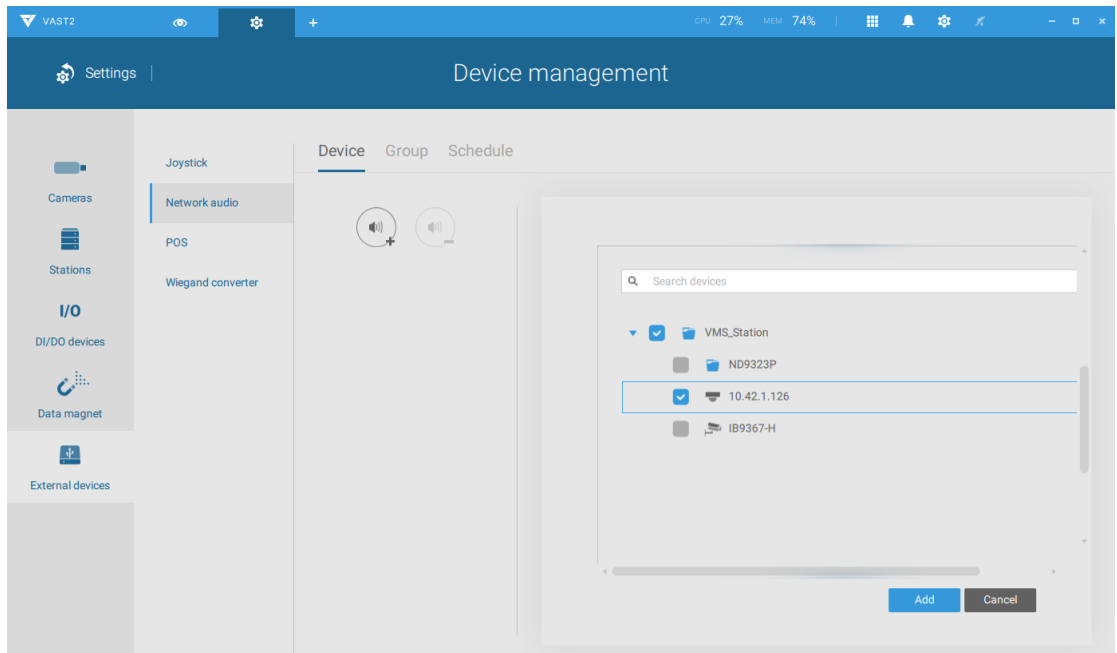 VAST2
+
CPU 27% MEM 74%
Settings
Device management
Cameras
Stations
I/O
DI/DO devices
Data magnet
External devices
Joystick
Network audio
POS
Wiegand converter
Device Group Schedule
Search devices
VMS_Station
ND9323P
10.42.1.126
IB9367-H
Add Cancel